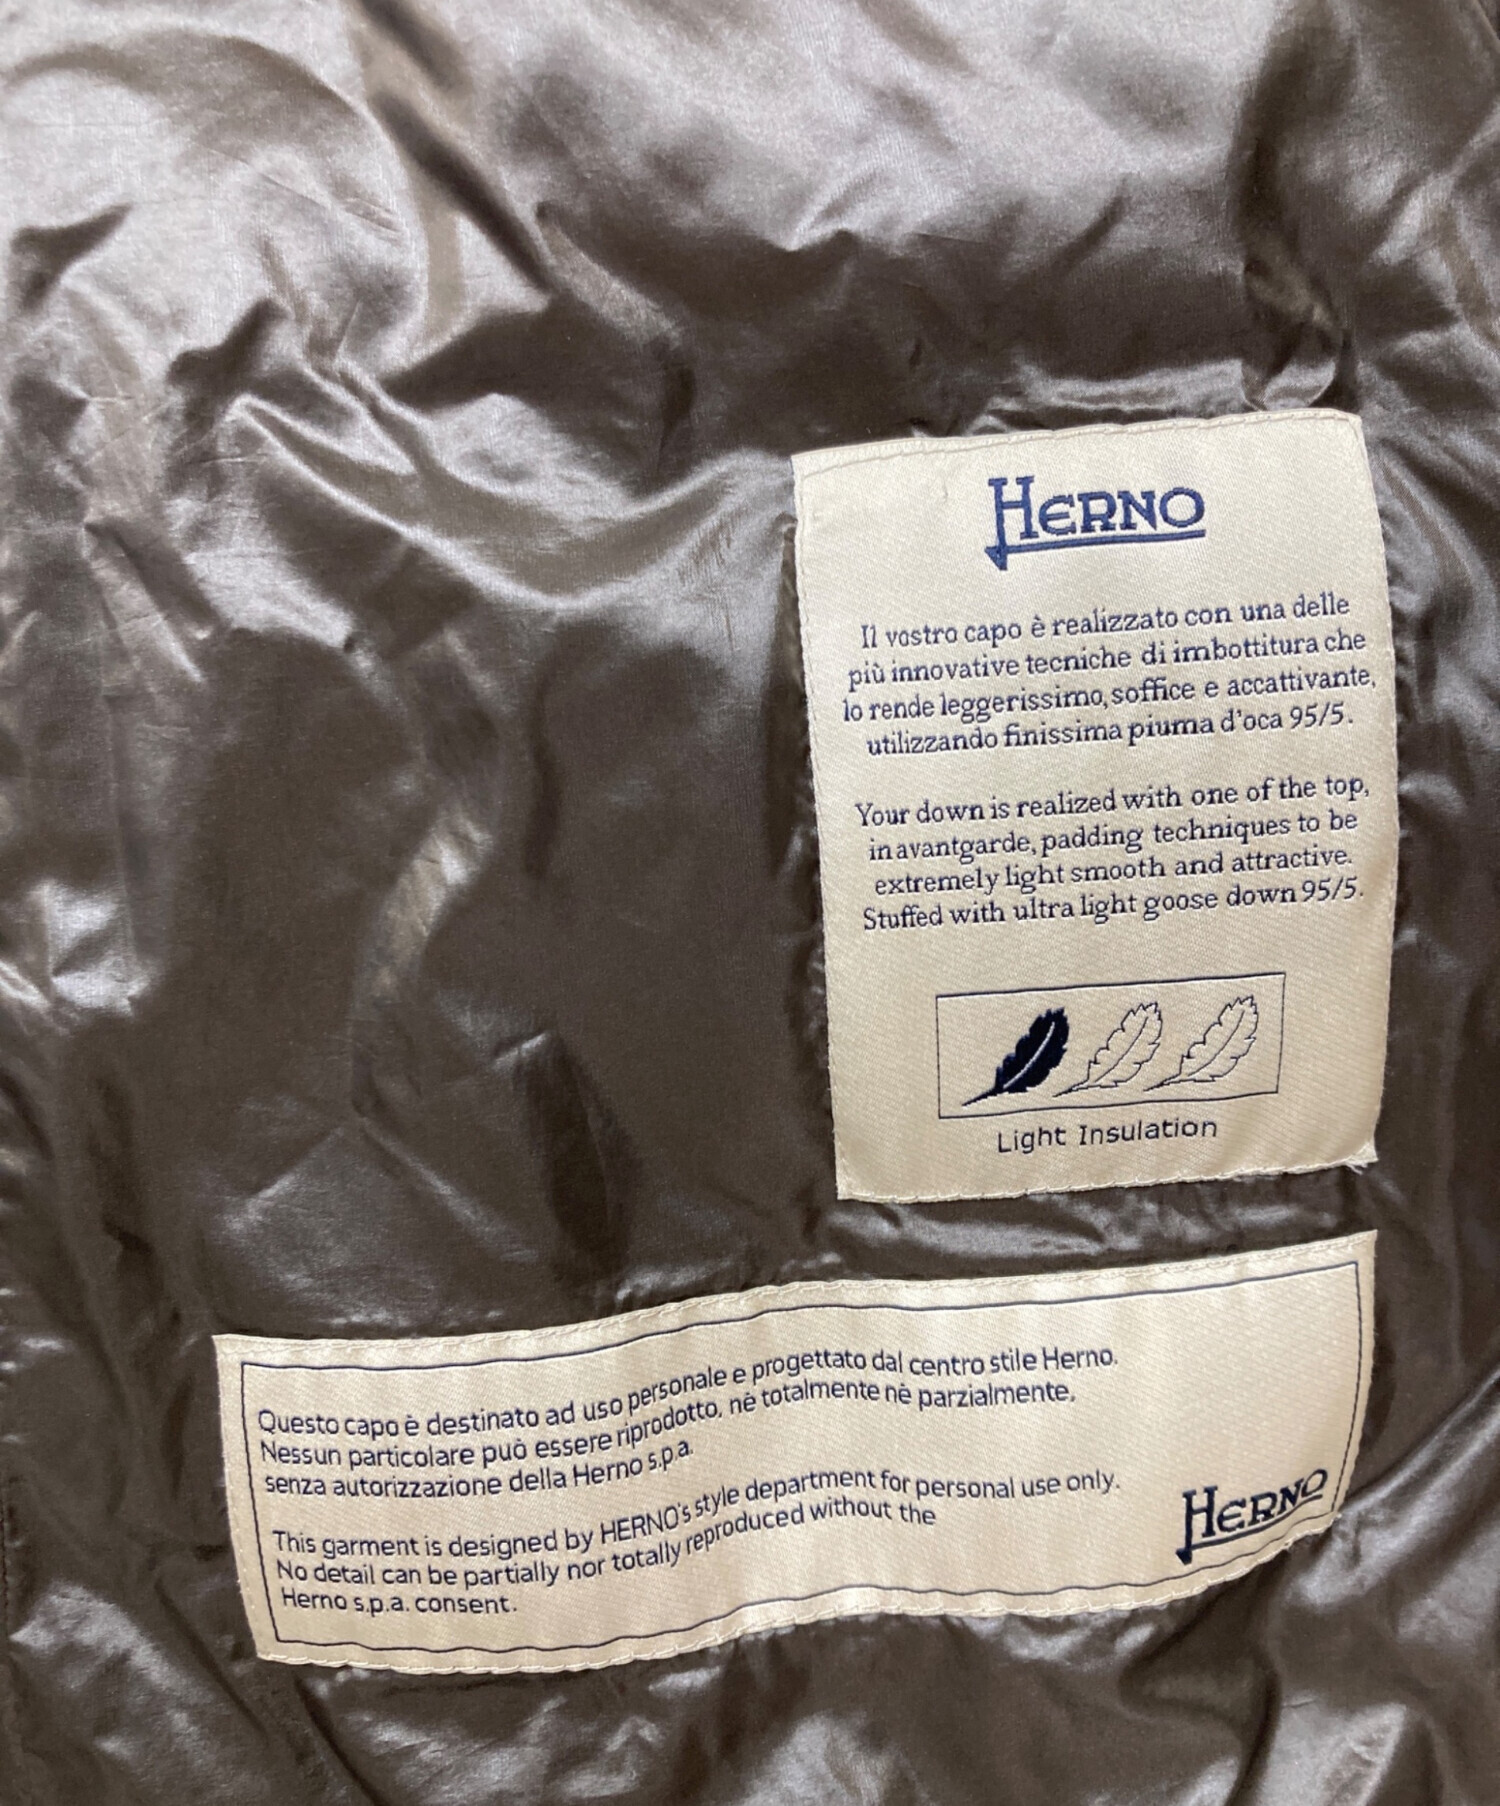 HERNO
Il vostro capo è realizzato con una delle
più innovative tecniche di imbottitura che
lo rende leggerissimo, soffice e accattivante,
utilizzando finissima piuma d'oca 95/5.
Your down is realized with one of the top,
in avantgarde, padding techniques to be
extremely light smooth and attractive.
Stuffed with ultra light goose down 95/5.
Light Insulation
Questo capo è destinato ad uso personale e progettato dal centro stile Herno.
Nessun particolare può essere riprodotto, nè totalmente nè parzialmente,
senza autorizzazione della Herno s.p.a.
This garment is designed by HERNO's style department for personal use only.
No detail can be partially nor totally reproduced without the
Herno s.p.a. consent.
HERNO